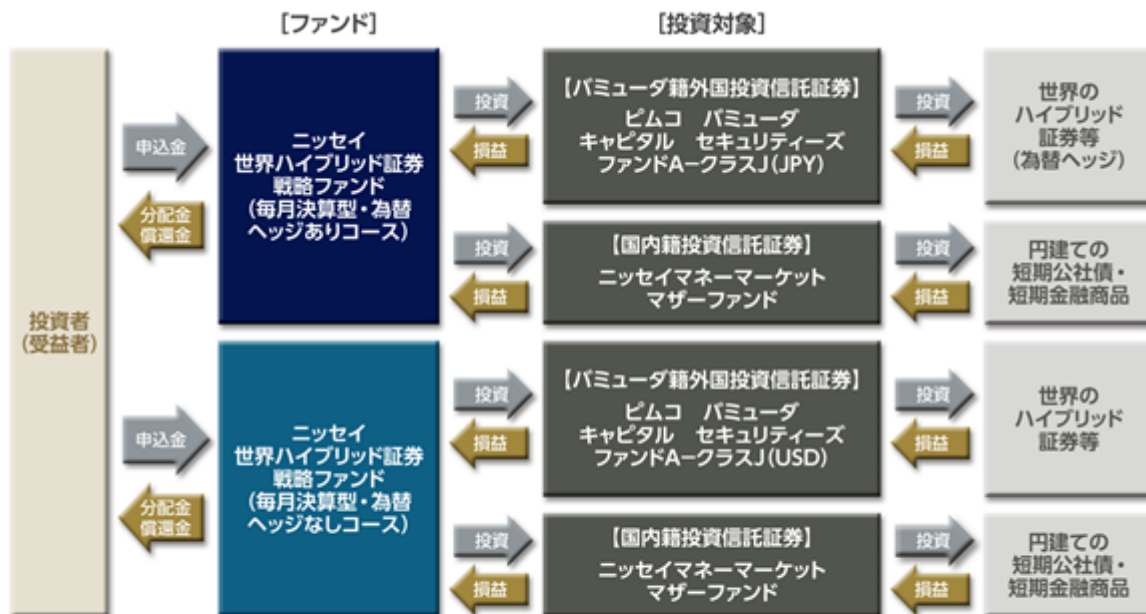 ［ファンド］
［投資対象］
投資者
（受益者）
申込金
分配金
償還金
ニッセイ
世界ハイブリッド証券
戦略ファンド
（毎月決算型・為替
ヘッジありコース）
投資
損益
【バミューダ籍外国投資信託証券】
ピムコ　バミューダ
キャピタル　セキュリティーズ
ファンドA－クラスJ（JPY）
投資
損益
世界の
ハイブリッド
証券等
（為替ヘッジ）
投資
損益
【国内籍投資信託証券】
ニッセイマネーマーケット
マザーファンド
投資
損益
円建ての
短期公社債・
短期金融商品
申込金
分配金
償還金
ニッセイ
世界ハイブリッド証券
戦略ファンド
（毎月決算型・為替
ヘッジなしコース）
投資
損益
【バミューダ籍外国投資信託証券】
ピムコ　バミューダ
キャピタル　セキュリティーズ
ファンドA－クラスJ（USD）
投資
損益
世界の
ハイブリッド
証券等
投資
損益
【国内籍投資信託証券】
ニッセイマネーマーケット
マザーファンド
投資
損益
円建ての
短期公社債・
短期金融商品